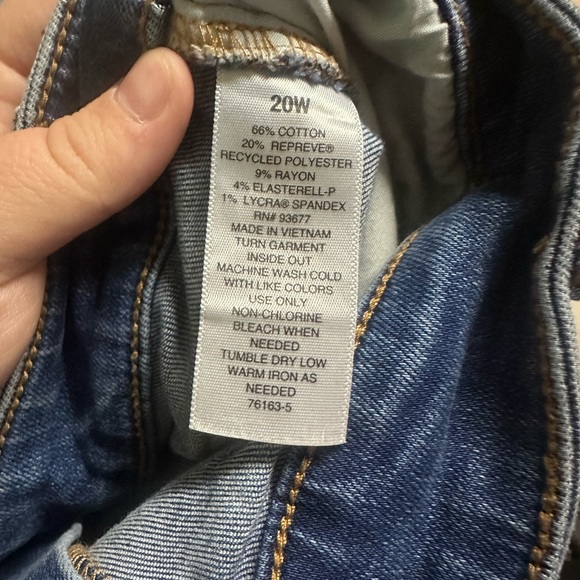 20W
66% COTTON
20% REPREVE®
RECYCLED POLYESTER
9% RAYON
4% ELASTERELL-P
1% LYCRA® SPANDEX
RN# 93677
MADE IN VIETNAM
TURN GARMENT
INSIDE OUT
MACHINE WASH COLD
WITH LIKE COLORS
USE ONLY
NON-CHLORINE
BLEACH WHEN
NEEDED
TUMBLE DRY LOW
WARM IRON AS
NEEDED
76163-5